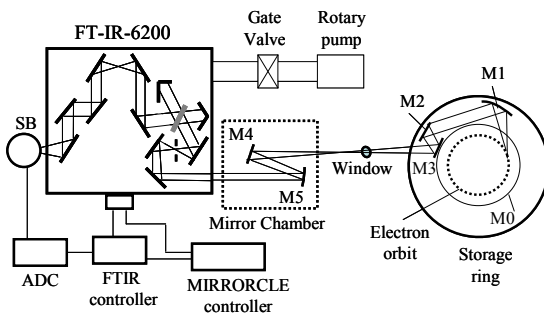 FT-IR-6200
Gate
Valve
Rotary
pump
M1
M2
SB
M4
M3
Window
M5
M0
Mirror Chamber
Electron
orbit
Storage
ring
ADC
FTIR
controller
MIRRORCLE
controller